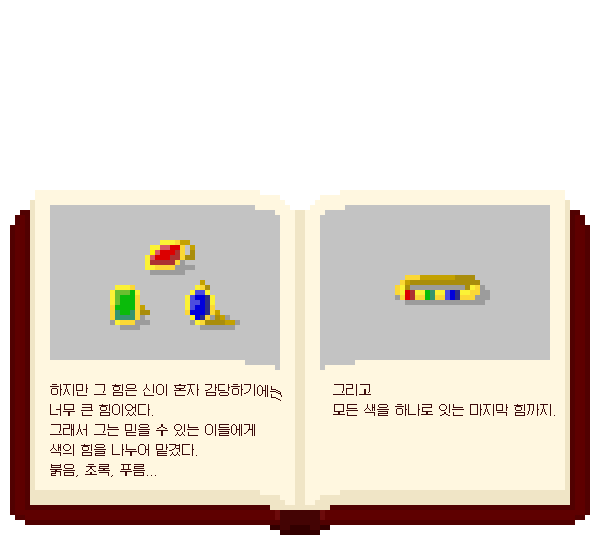 하지만 그 힘은 신이 혼자 감당하기에는
너무 큰 힘이었다.
그래서 그는 믿을 수 있는 이들에게
색의 힘을 나누어 맡겼다.
붉음, 초록, 푸름...
그리고
모든 색을 하나로 잇는 마지막 힘까지.